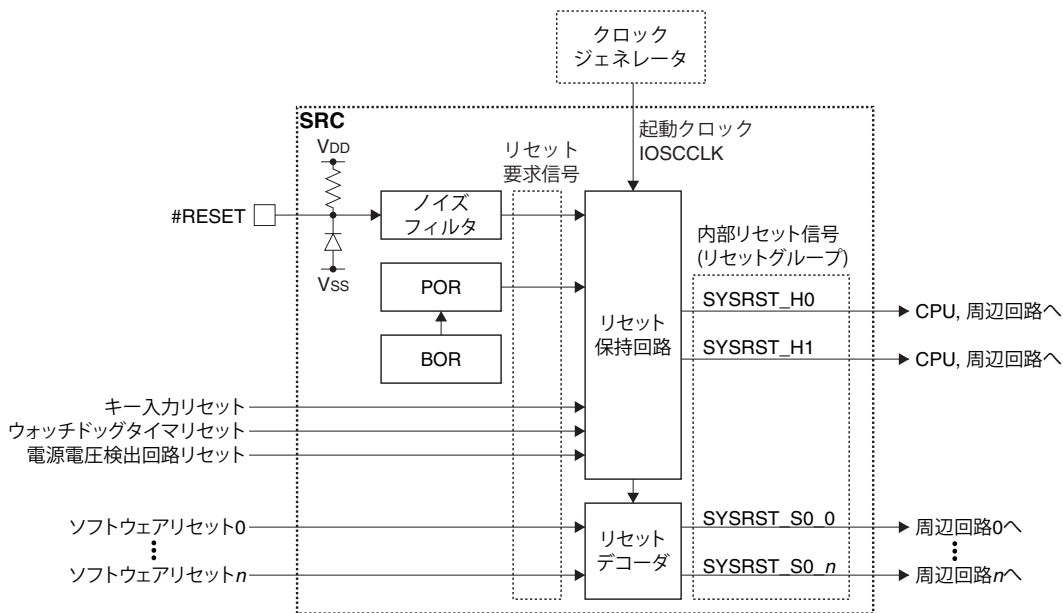 クロック
ジェネレータ
SRC
起動クロック
IOSCCLK
VDD
リセット
要求信号
#RESET
ノイズ
フィルタ
VSS
POR
BOR
リセット
保持回路
内部リセット信号
(リセットグループ)
SYSRST_H0
CPU, 周辺回路へ
SYSRST_H1
CPU, 周辺回路へ
キー入力リセット
ウォッチドッグタイマリセット
電源電圧検出回路リセット
ソフトウェアリセット0
ソフトウェアリセットn
リセット
デコーダ
SYSRST_S0_0
周辺回路0へ
SYSRST_S0_n
周辺回路nへ